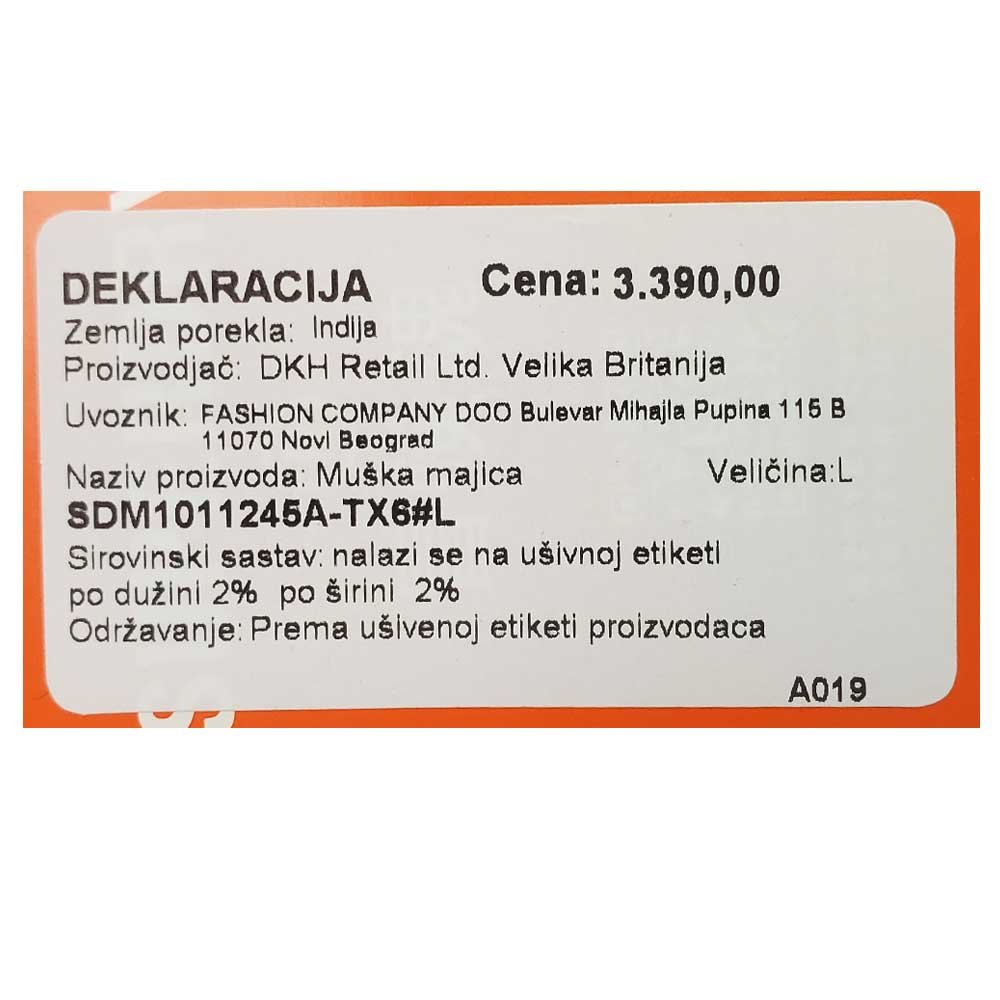 DEKLARACIJA Cena: 3.390,00
Zemlja porekla: Indija
Proizvodjač: DKH Retail Ltd. Velika Britanija
Uvoznik: FASHION COMPANY DOO Bulevar Mihajla Pupina 115 B
11070 Novi Beograd
Naziv proizvoda: Muška majica Veličina:L
SDM1011245A-TX6#L
Sirovinski sastav: nalazi se na ušivnoj etiketi
po dužini 2% po širini 2%
Održavanje: Prema ušivenoj etiketi proizvodaca
A019